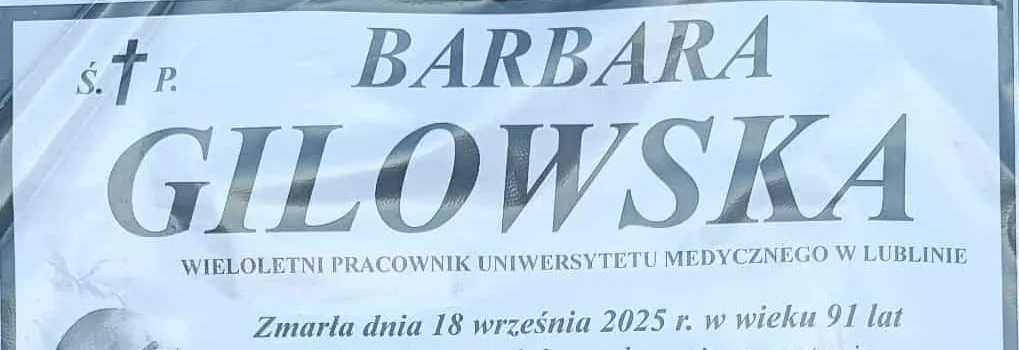 BARBARA
Ś. P.
GILOWSKA
WIELOLETNI PRACOWNIK UNIWERSYTETU MEDYCZNEGO W LUBLINIE
Zmarła dnia 18 września 2025 r. w wieku 91 lat